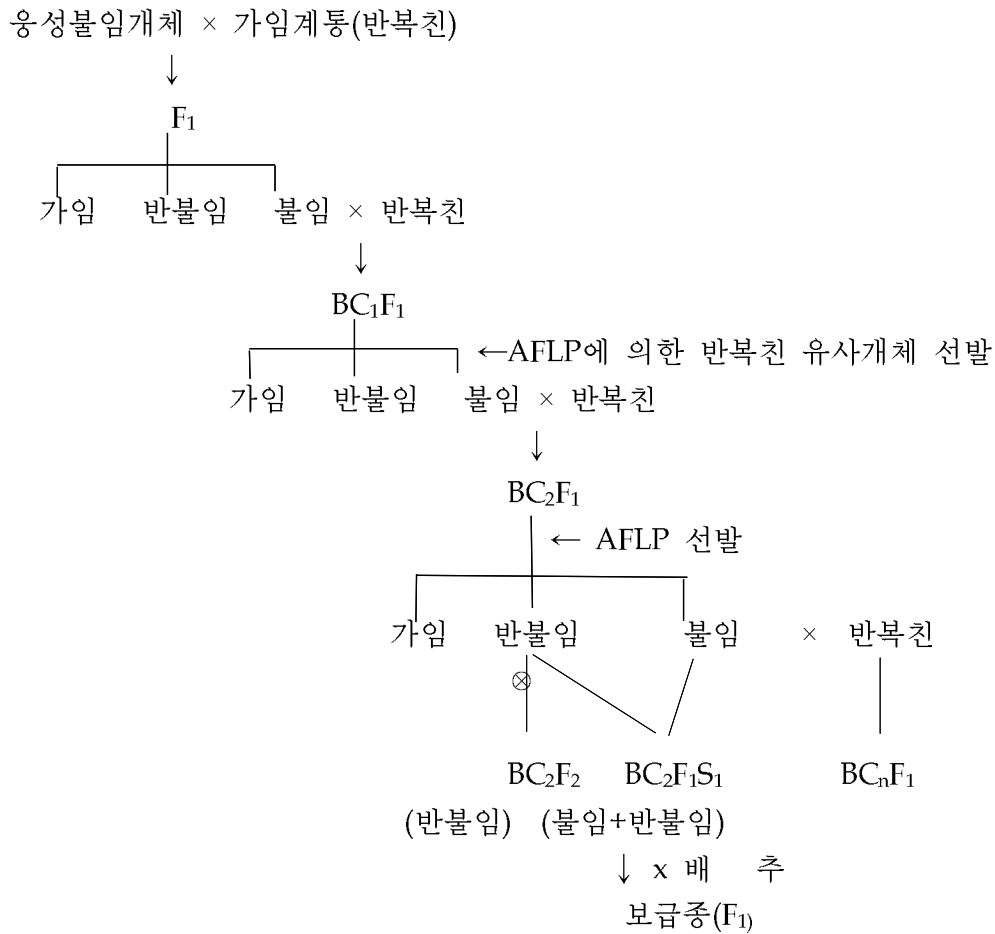 웅성불임개체 × 가임계통(반복친)
↓
F₁
가임 반불임 불임 × 반복친
↓
BC₁F₁
←AFLP에 의한 반복친 유사개체 선발
가임 반불임 불임 × 반복친
↓
BC₂F₁
← AFLP 선발
가임 반불임 불임 × 반복친
⊗
BC₂F₂ BC₂F₁S₁ BCₙF₁
(반불임) (불임+반불임)
↓ x 배 추
보급종(F₁)